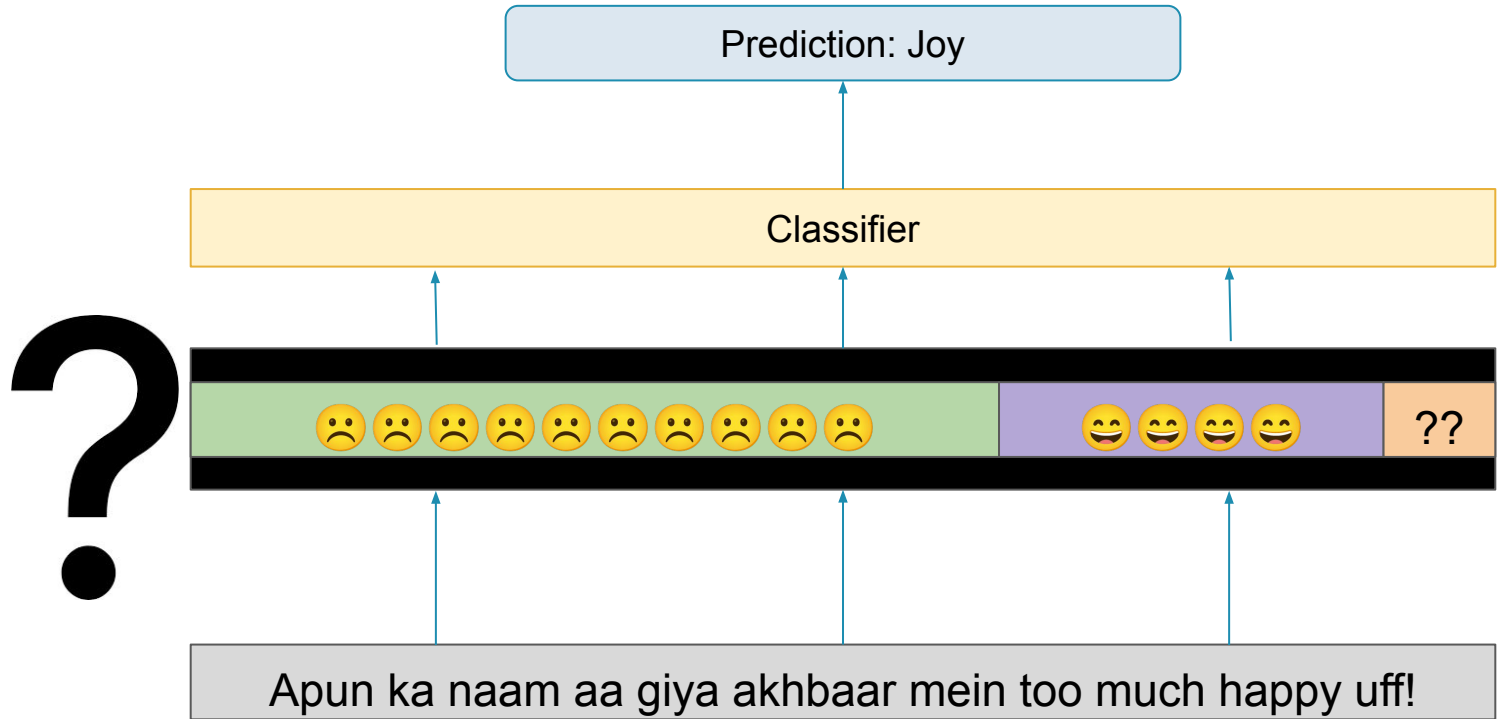 Prediction: Joy
Classifier
?
☹️☹️☹️☹️☹️☹️☹️☹️☹️☹️ 😄😄😄😄 ??
Apun ka naam aa giya akhbaar mein too much happy uff!